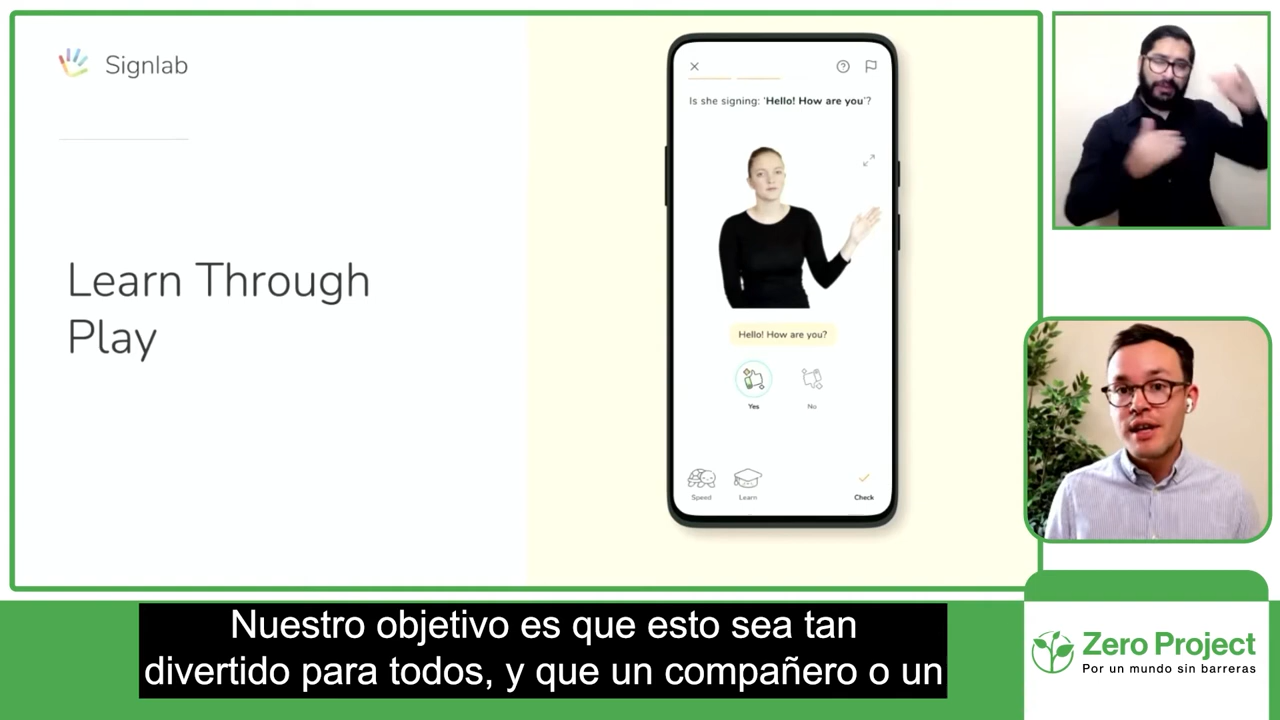 Signlab
Learn Through
Play
Is she signing: 'Hello! How are you'?
Hello! How are you?
Yes
No
Speed
Learn
Check
Nuestro objetivo es que esto sea tan
divertido para todos, y que un compañero o un
Zero Project
Por un mundo sin barreras